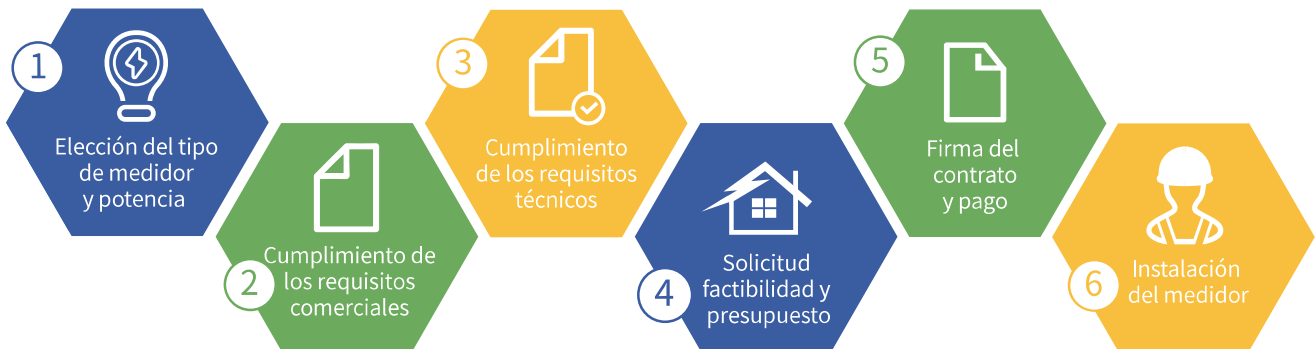 1
Elección del tipo
de medidor
y potencia
2
Cumplimiento de
los requisitos
comerciales
3
Cumplimiento
de los requisitos
técnicos
4
Solicitud
factibilidad y
presupuesto
5
Firma del
contrato
y pago
6
Instalación
del medidor